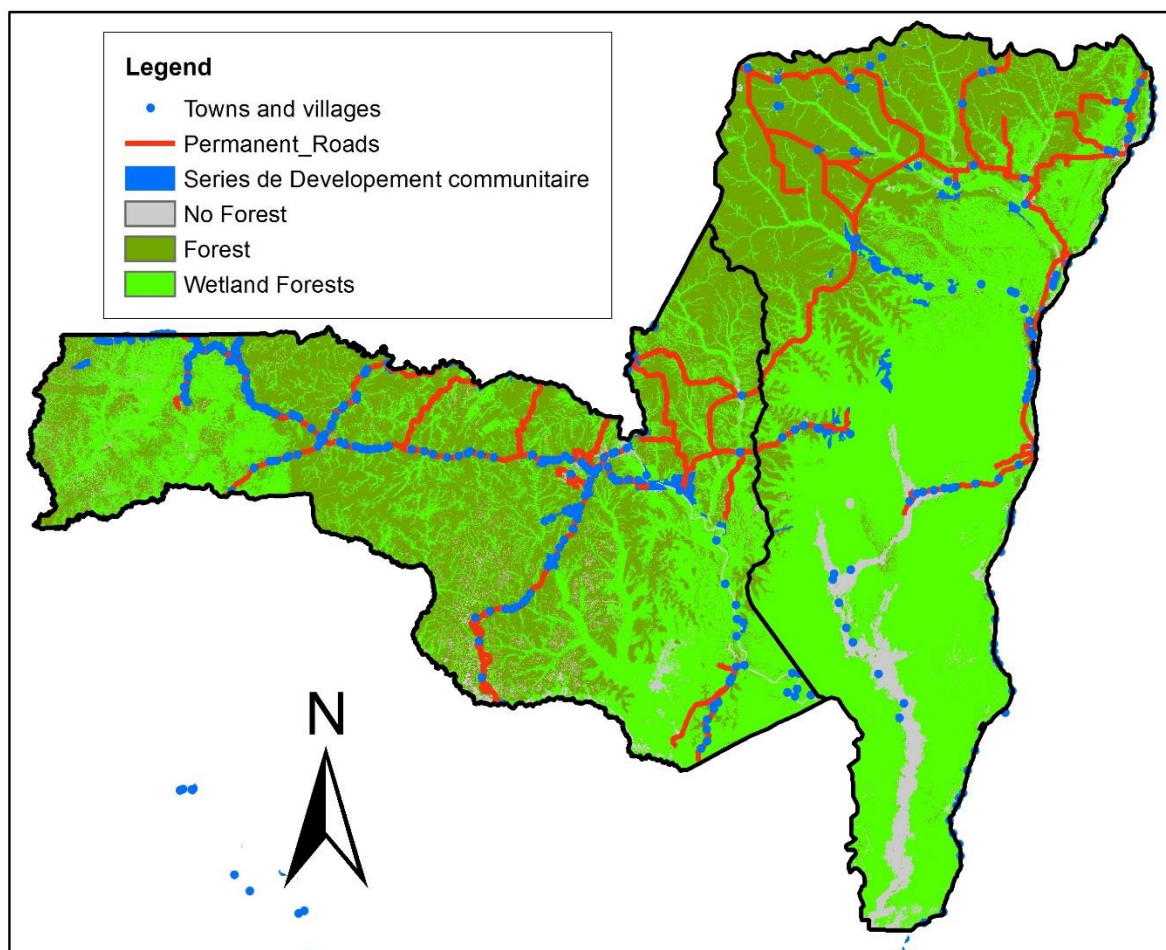 Legend
Towns and villages
Permanent_Roads
Series de Developement communitaire
No Forest
Forest
Wetland Forests
N